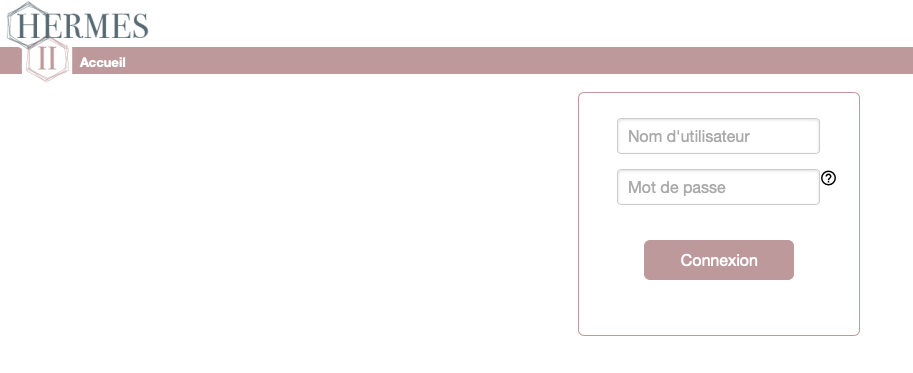 HERMES
II
Accueil
Nom d'utilisateur
Mot de passe
Connexion